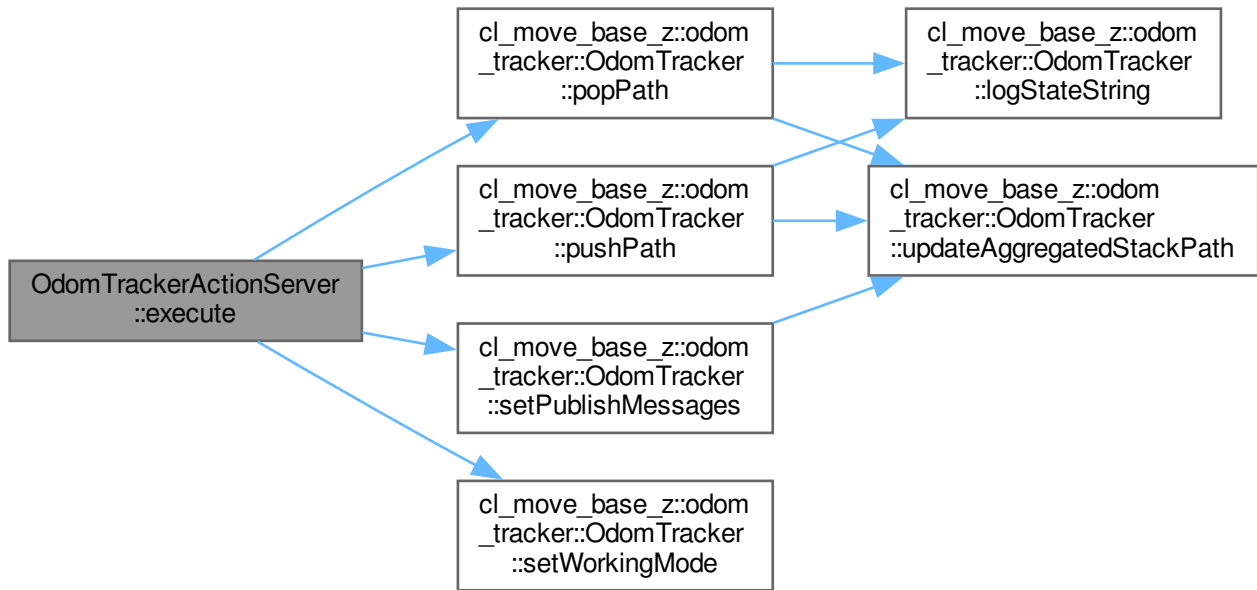 OdomTrackerActionServer
::execute
cl_move_base_z::odom
_tracker::OdomTracker
::popPath
cl_move_base_z::odom
_tracker::OdomTracker
::pushPath
cl_move_base_z::odom
_tracker::OdomTracker
::setPublishMessages
cl_move_base_z::odom
_tracker::OdomTracker
::setWorkingMode
cl_move_base_z::odom
_tracker::OdomTracker
::logStateString
cl_move_base_z::odom
_tracker::OdomTracker
::updateAggregatedStackPath